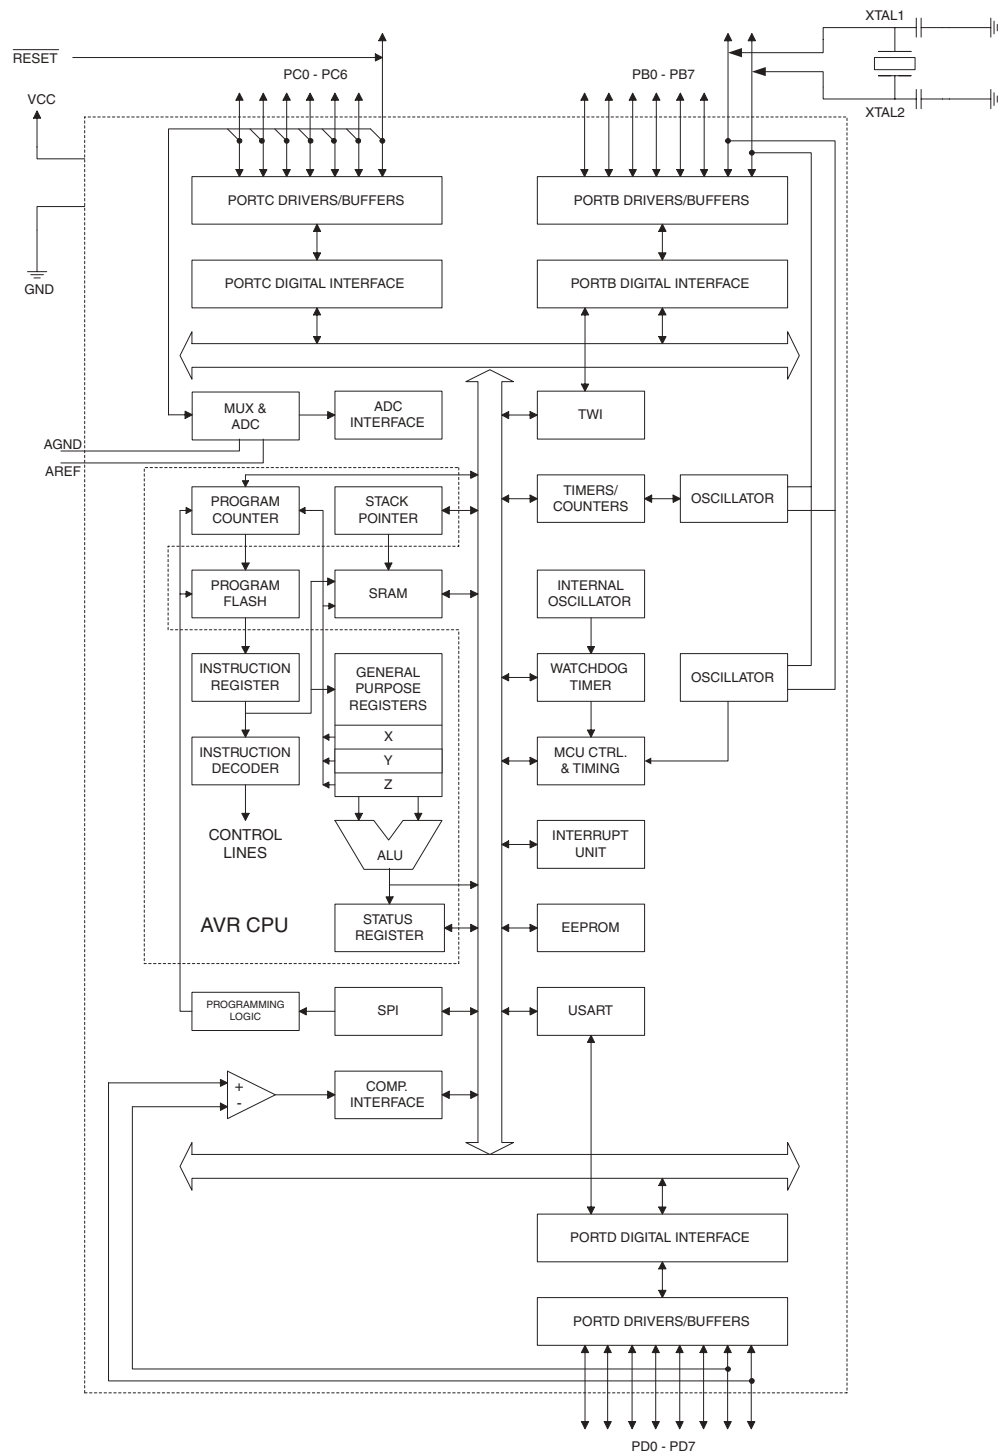 XTAL1
RESET
PC0 - PC6
PB0 - PB7
VCC
XTAL2
PORTC DRIVERS/BUFFERS
PORTB DRIVERS/BUFFERS
PORTC DIGITAL INTERFACE
PORTB DIGITAL INTERFACE
GND
MUX &
ADC
ADC
INTERFACE
TWI
AGND
AREF
PROGRAM
COUNTER
STACK
POINTER
TIMERS/
COUNTERS
OSCILLATOR
PROGRAM
FLASH
SRAM
INTERNAL
OSCILLATOR
INSTRUCTION
REGISTER
GENERAL
PURPOSE
REGISTERS
WATCHDOG
TIMER
OSCILLATOR
X
INSTRUCTION
DECODER
Y
Z
MCU CTRL.
& TIMING
CONTROL
LINES
ALU
INTERRUPT
UNIT
AVR CPU
STATUS
REGISTER
EEPROM
PROGRAMMING
LOGIC
SPI
USART
+
-
COMP.
INTERFACE
PORTD DIGITAL INTERFACE
PORTD DRIVERS/BUFFERS
PD0 - PD7